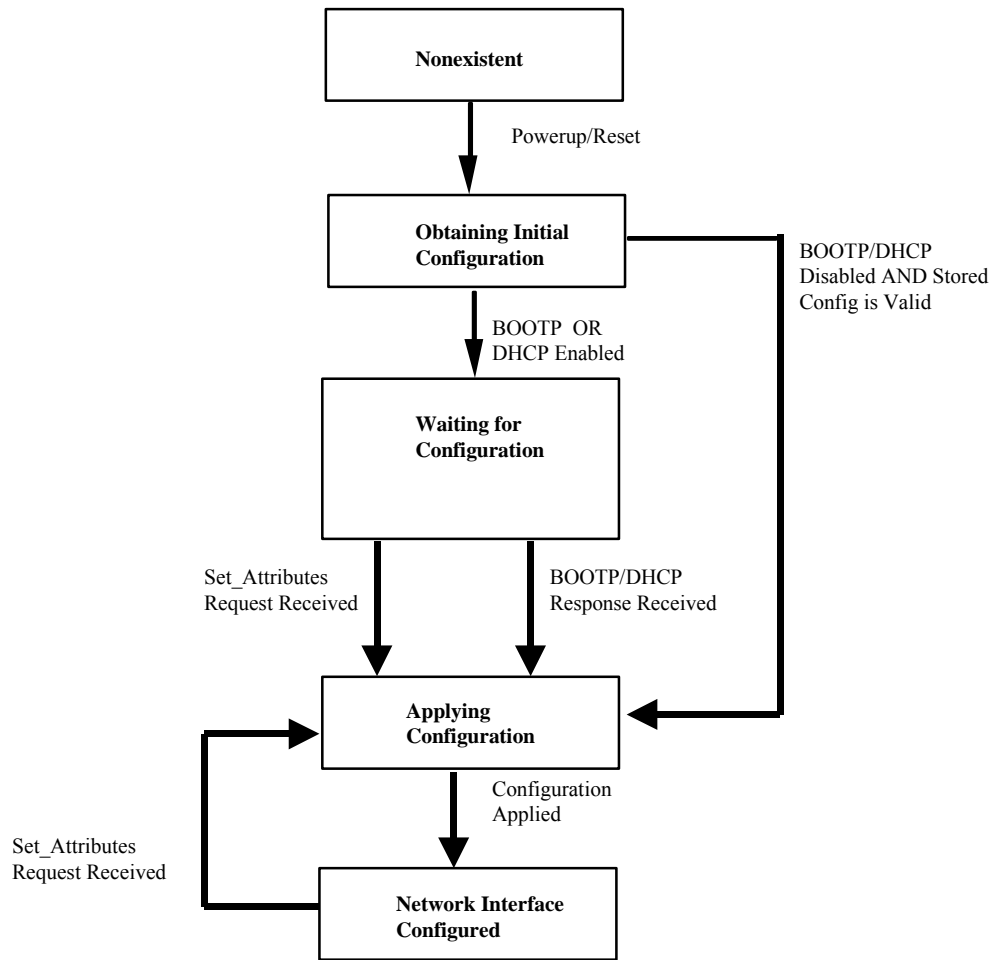 Nonexistent
Powerup/Reset
Obtaining Initial
Configuration
BOOTP/DHCP
Disabled AND Stored
Config is Valid
BOOTP OR
DHCP Enabled
Waiting for
Configuration
Set_Attributes
Request Received
BOOTP/DHCP
Response Received
Applying
Configuration
Configuration
Applied
Set_Attributes
Request Received
Network Interface
Configured